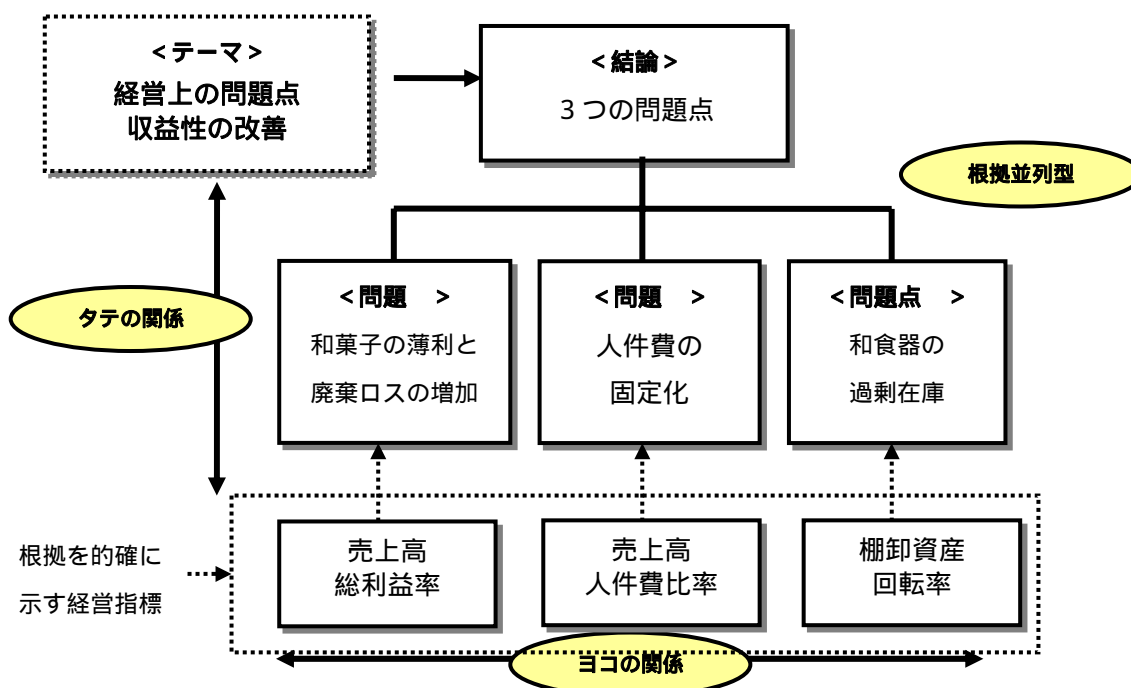 <テーマ>
経営上の問題点
収益性の改善
<結論>
3つの問題点
根拠並列型
タテの関係
<問題　>
和菓子の薄利と
廃棄ロスの増加
<問題　>
人件費の
固定化
<問題点　>
和食器の
過剰在庫
根拠を的確に
示す経営指標
売上高
総利益率
売上高
人件費比率
棚卸資産
回転率
ヨコの関係